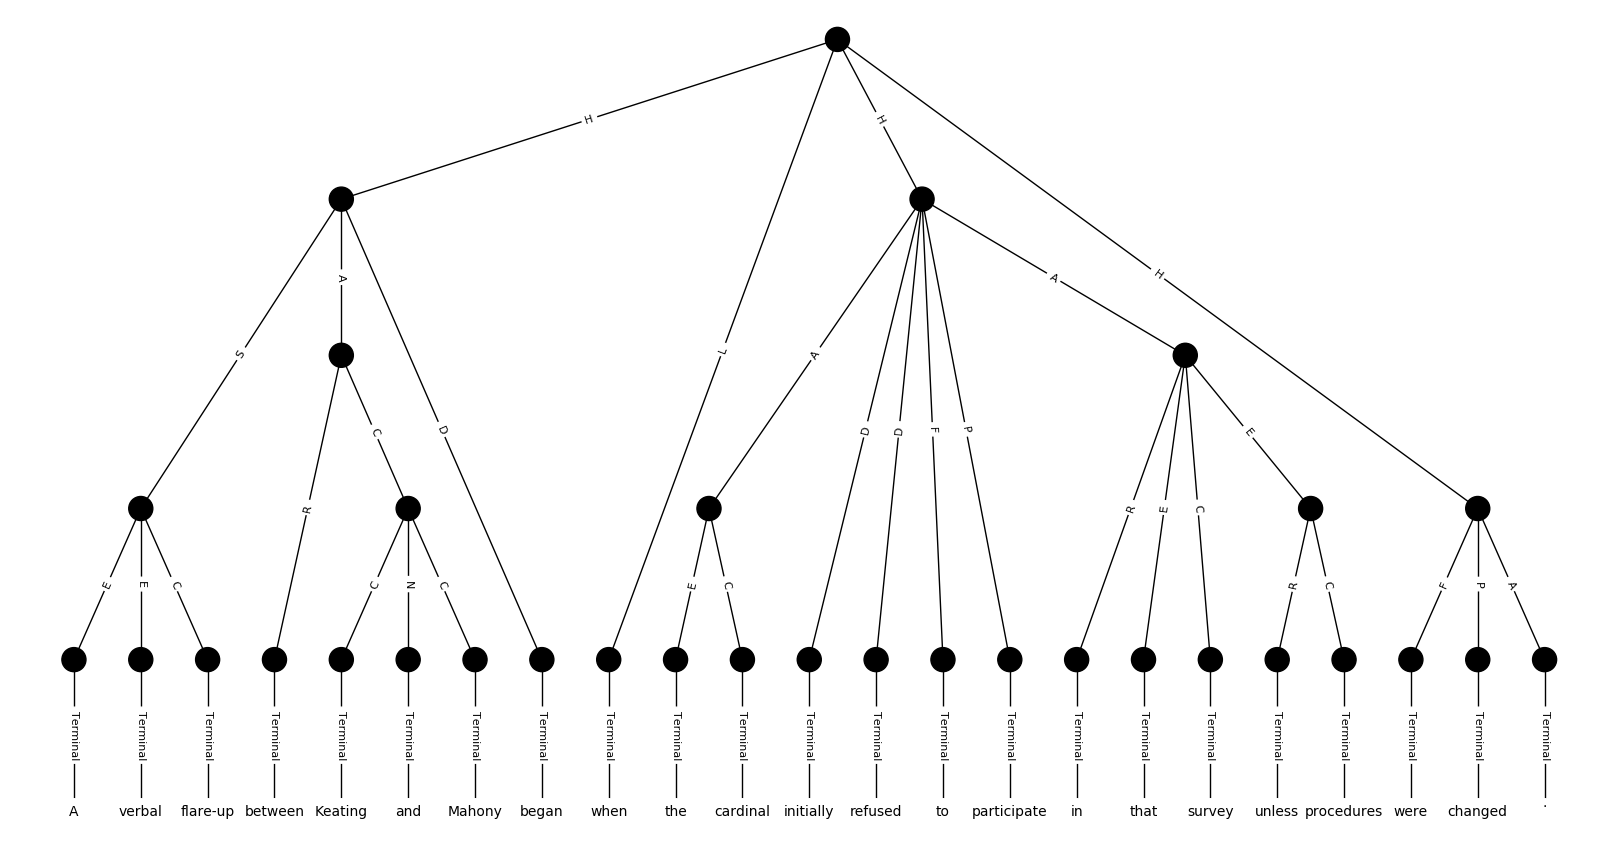 H
H
A
A
H
S
L
A
D
C
D
D
F
P
E
R
C
R
E
C
E
E
C
C
N
C
E
C
R
C
F
P
A
Terminal Terminal Terminal Terminal Terminal Terminal Terminal Terminal Terminal Terminal Terminal Terminal Terminal Terminal Terminal Terminal Terminal Terminal Terminal Terminal Terminal Terminal Terminal
A verbal flare-up between Keating and Mahony began when the cardinal initially refused to participate in that survey unless procedures were changed .